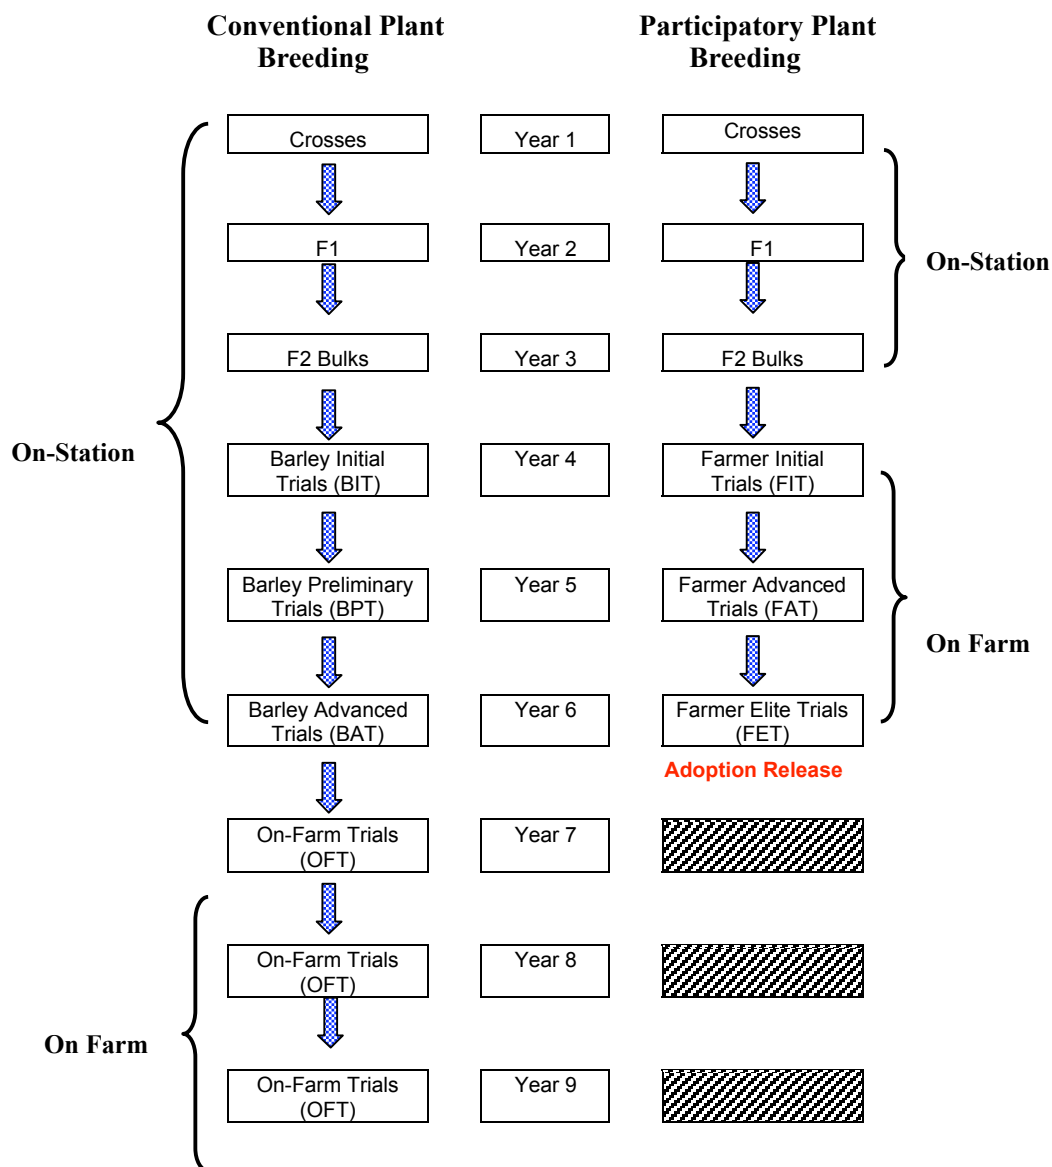 Conventional Plant
Breeding
Participatory Plant
Breeding
Crosses
Year 1
Crosses
F1
Year 2
F1
On-Station
F2 Bulks
Year 3
F2 Bulks
On-Station
Barley Initial
Trials (BIT)
Year 4
Farmer Initial
Trials (FIT)
Barley Preliminary
Trials (BPT)
Year 5
Farmer Advanced
Trials (FAT)
On Farm
Barley Advanced
Trials (BAT)
Year 6
Farmer Elite Trials
(FET)
Adoption Release
On-Farm Trials
(OFT)
Year 7
On-Farm Trials
(OFT)
Year 8
On Farm
On-Farm Trials
(OFT)
Year 9